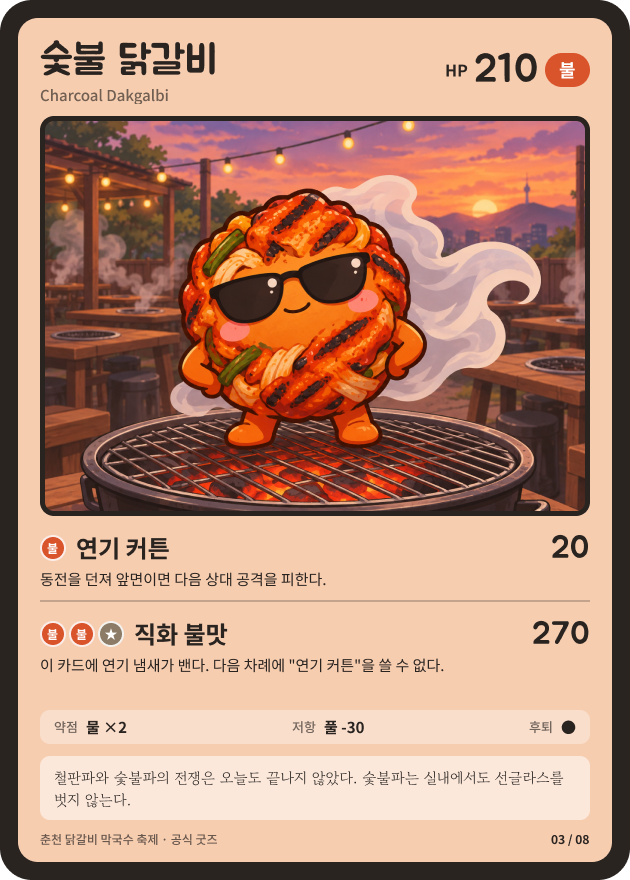 숯불 닭갈비
Charcoal Dakgalbi
HP 210 불
불 연기 커튼 20
동전을 던져 앞면이면 다음 상대 공격을 피한다.
불 불 ★ 직화 불맛 270
이 카드에 연기 냄새가 밴다. 다음 차례에 "연기 커튼"을 쓸 수 없다.
약점 물 ×2 저항 풀 -30 후퇴 ●
철판파와 숯불파의 전쟁은 오늘도 끝나지 않았다. 숯불파는 실내에서도 선글라스를
벗지 않는다.
춘천 닭갈비 막국수 축제 · 공식 굿즈 03 / 08